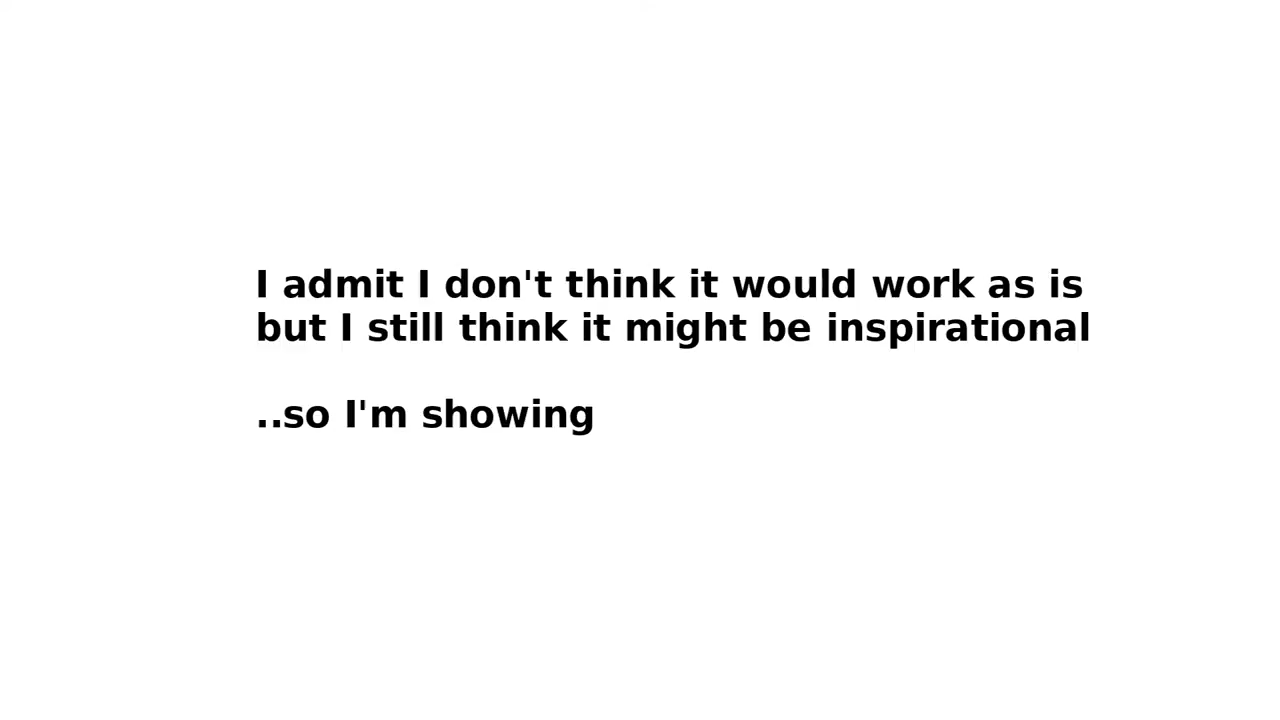 I admit I don't think it would work as is
but I still think it might be inspirational
..so I'm showing